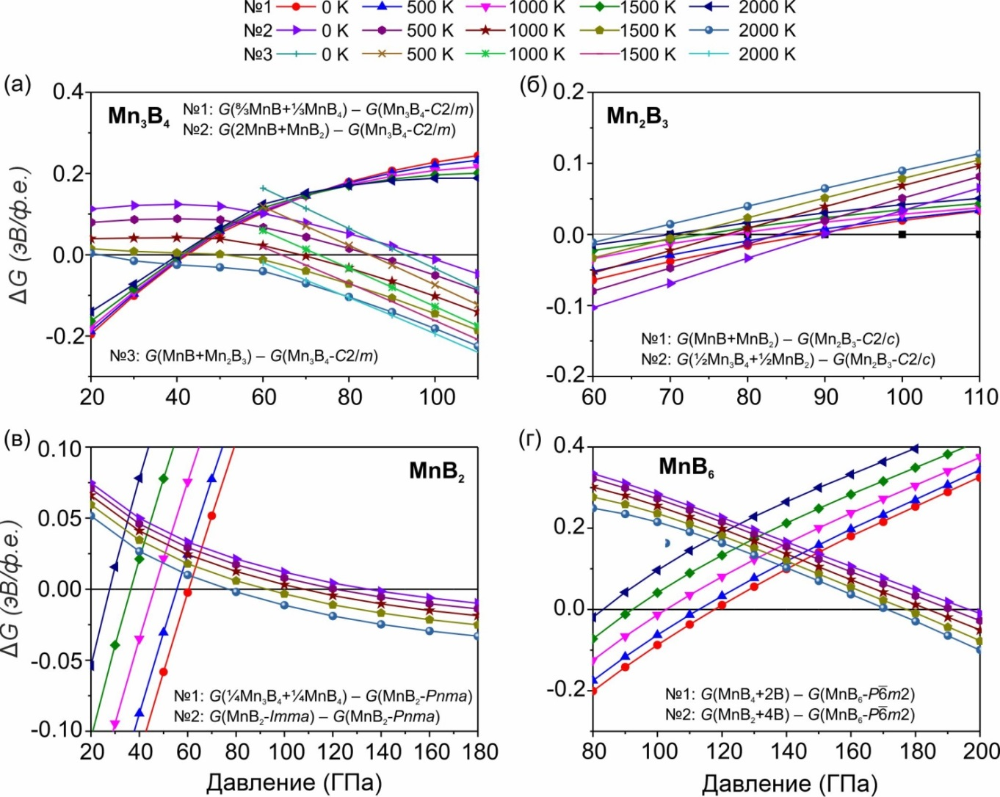 №1 0 K 500 K 1000 K 1500 K 2000 K
№2 0 K 500 K 1000 K 1500 K 2000 K
№3 0 K 500 K 1000 K 1500 K 2000 K
(а)
Mn₃B₄
№1: G(⁸⁄₃MnB+⅓MnB₄) – G(Mn₃B₄-C2/m)
№2: G(2MnB+MnB₂) – G(Mn₃B₄-C2/m)
№3: G(MnB+Mn₂B₃) – G(Mn₃B₄-C2/m)
ΔG (эВ/ф.е.)
0.4
0.2
0.0
-0.2
20 40 60 80 100
(б)
Mn₂B₃
№1: G(MnB+MnB₂) – G(Mn₂B₃-C2/c)
№2: G(½Mn₃B₄+½MnB₂) – G(Mn₂B₃-C2/c)
0.2
0.1
0.0
-0.1
-0.2
60 70 80 90 100 110
(в)
MnB₂
№1: G(¼Mn₃B₄+¼MnB₄) – G(MnB₂-Pnma)
№2: G(MnB₂-Imma) – G(MnB₂-Pnma)
ΔG (эВ/ф.е.)
0.10
0.05
0.00
-0.05
-0.10
20 40 60 80 100 120 140 160 180
Давление (ГПа)
(г)
MnB₆
№1: G(MnB₄+2B) – G(MnB₆-P6̅m2)
№2: G(MnB₂+4B) – G(MnB₆-P6̅m2)
0.4
0.2
0.0
-0.2
80 100 120 140 160 180 200
Давление (ГПа)